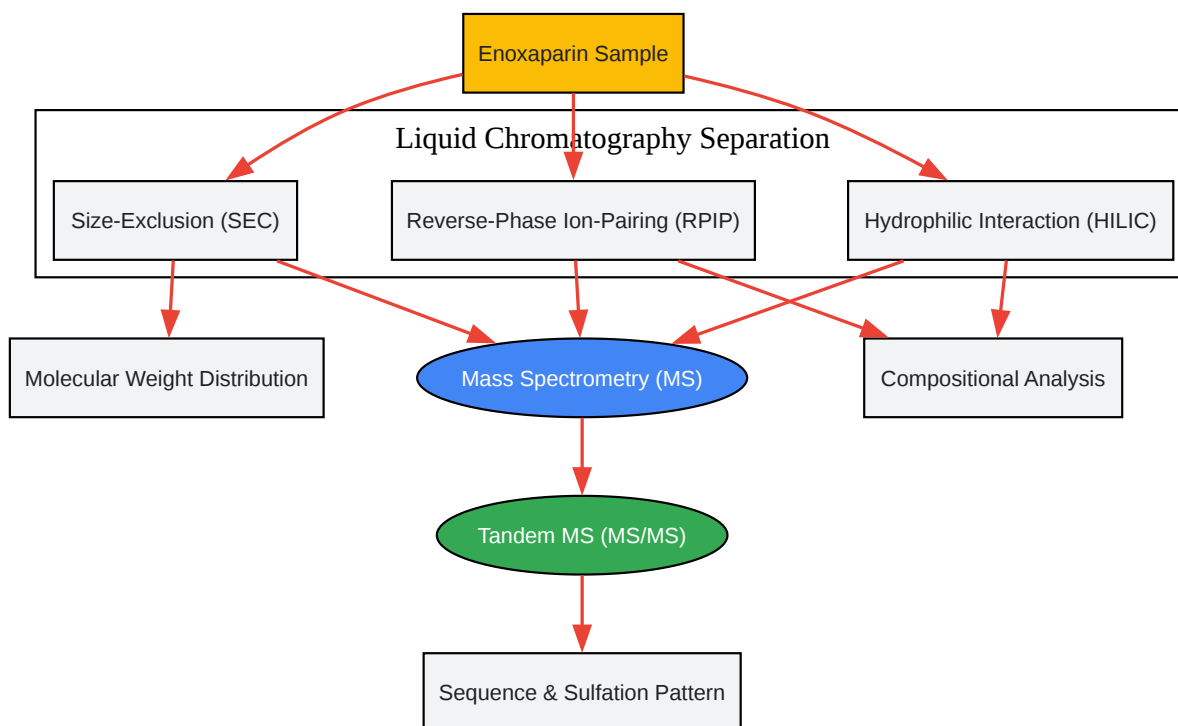 Enoxaparin Sample
Liquid Chromatography Separation
Size-Exclusion (SEC)
Reverse-Phase Ion-Pairing (RPIP)
Hydrophilic Interaction (HILIC)
Molecular Weight Distribution
Mass Spectrometry (MS)
Compositional Analysis
Tandem MS (MS/MS)
Sequence & Sulfation Pattern